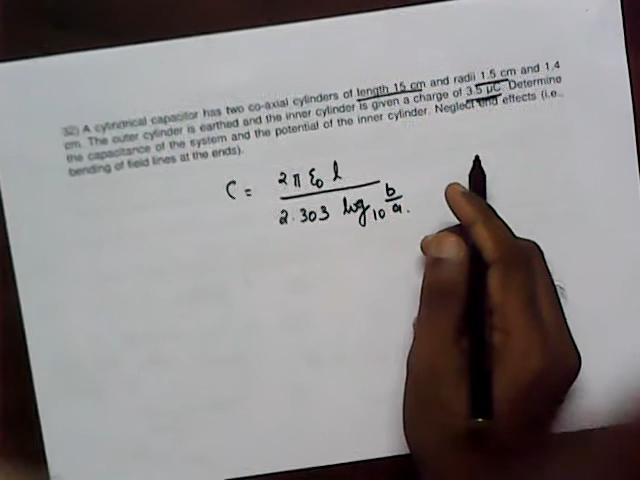 32) A cylindrical capacitor has two co-axial cylinders of length 15 cm and radii 1.5 cm and 1.4
cm. The outer cylinder is earthed and the inner cylinder is given a charge of 3.5 μC. Determine
the capacitance of the system and the potential of the inner cylinder. Neglect end effects (i.e.,
bending of field lines at the ends).
C = 2π ε₀ l / 2.303 log₁₀ b/a.